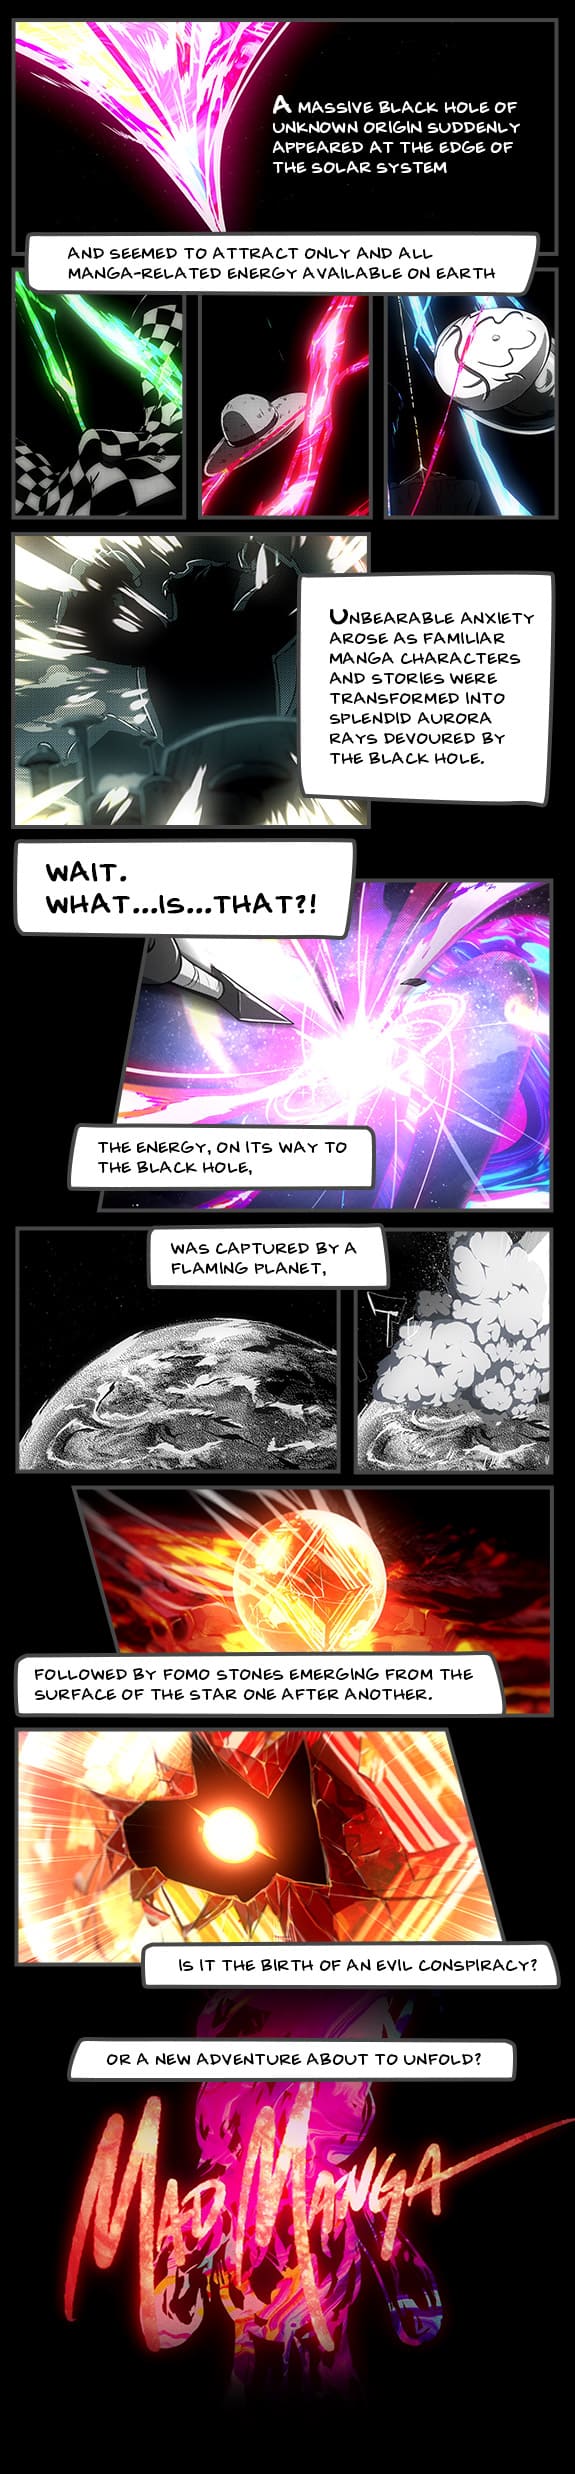 A MASSIVE BLACK HOLE OF
UNKNOWN ORIGIN SUDDENLY
APPEARED AT THE EDGE OF
THE SOLAR SYSTEM
AND SEEMED TO ATTRACT ONLY AND ALL
MANGA-RELATED ENERGY AVAILABLE ON EARTH
UNBEARABLE ANXIETY
AROSE AS FAMILIAR
MANGA CHARACTERS
AND STORIES WERE
TRANSFORMED INTO
SPLENDID AURORA
RAYS DEVOURED BY
THE BLACK HOLE.
WAIT.
WHAT...IS...THAT?!
THE ENERGY, ON ITS WAY TO
THE BLACK HOLE,
WAS CAPTURED BY A
FLAMING PLANET,
FOLLOWED BY FOMO STONES EMERGING FROM THE
SURFACE OF THE STAR ONE AFTER ANOTHER.
IS IT THE BIRTH OF AN EVIL CONSPIRACY?
OR A NEW ADVENTURE ABOUT TO UNFOLD?
MAD MANGA